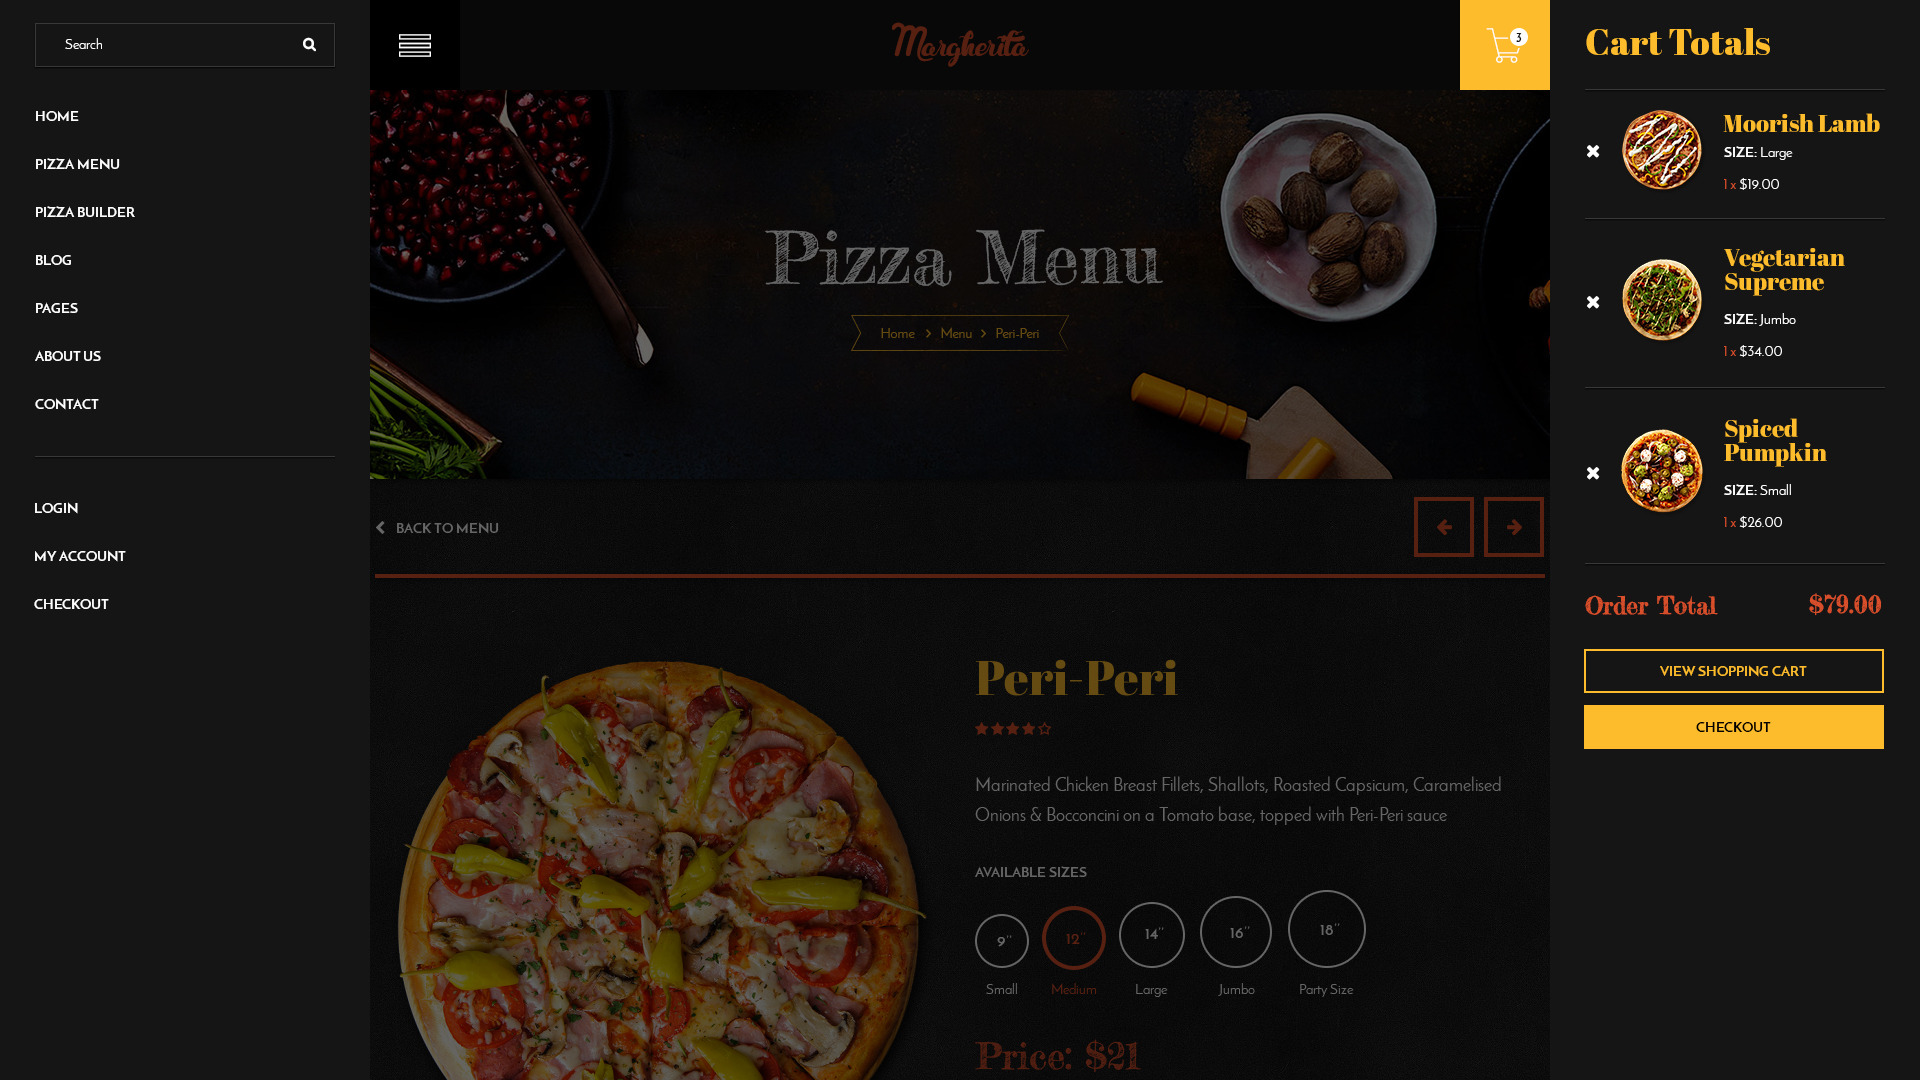 Search
HOME
PIZZA MENU
PIZZA BUILDER
BLOG
PAGES
ABOUT US
CONTACT
LOGIN
MY ACCOUNT
CHECKOUT
Margherita
3
Pizza Menu
Home > Menu > Peri-Peri
BACK TO MENU
Peri-Peri
Marinated Chicken Breast Fillets, Shallots, Roasted Capsicum, Caramelised
Onions & Bocconcini on a Tomato base, topped with Peri-Peri sauce
AVAILABLE SIZES
9" 12" 14" 16" 18"
Small Medium Large Jumbo Party Size
Price: $21
Cart Totals
Moorish Lamb
SIZE: Large
1 x $19.00
Vegetarian
Supreme
SIZE: Jumbo
1 x $34.00
Spiced
Pumpkin
SIZE: Small
1 x $26.00
Order Total $79.00
VIEW SHOPPING CART
CHECKOUT